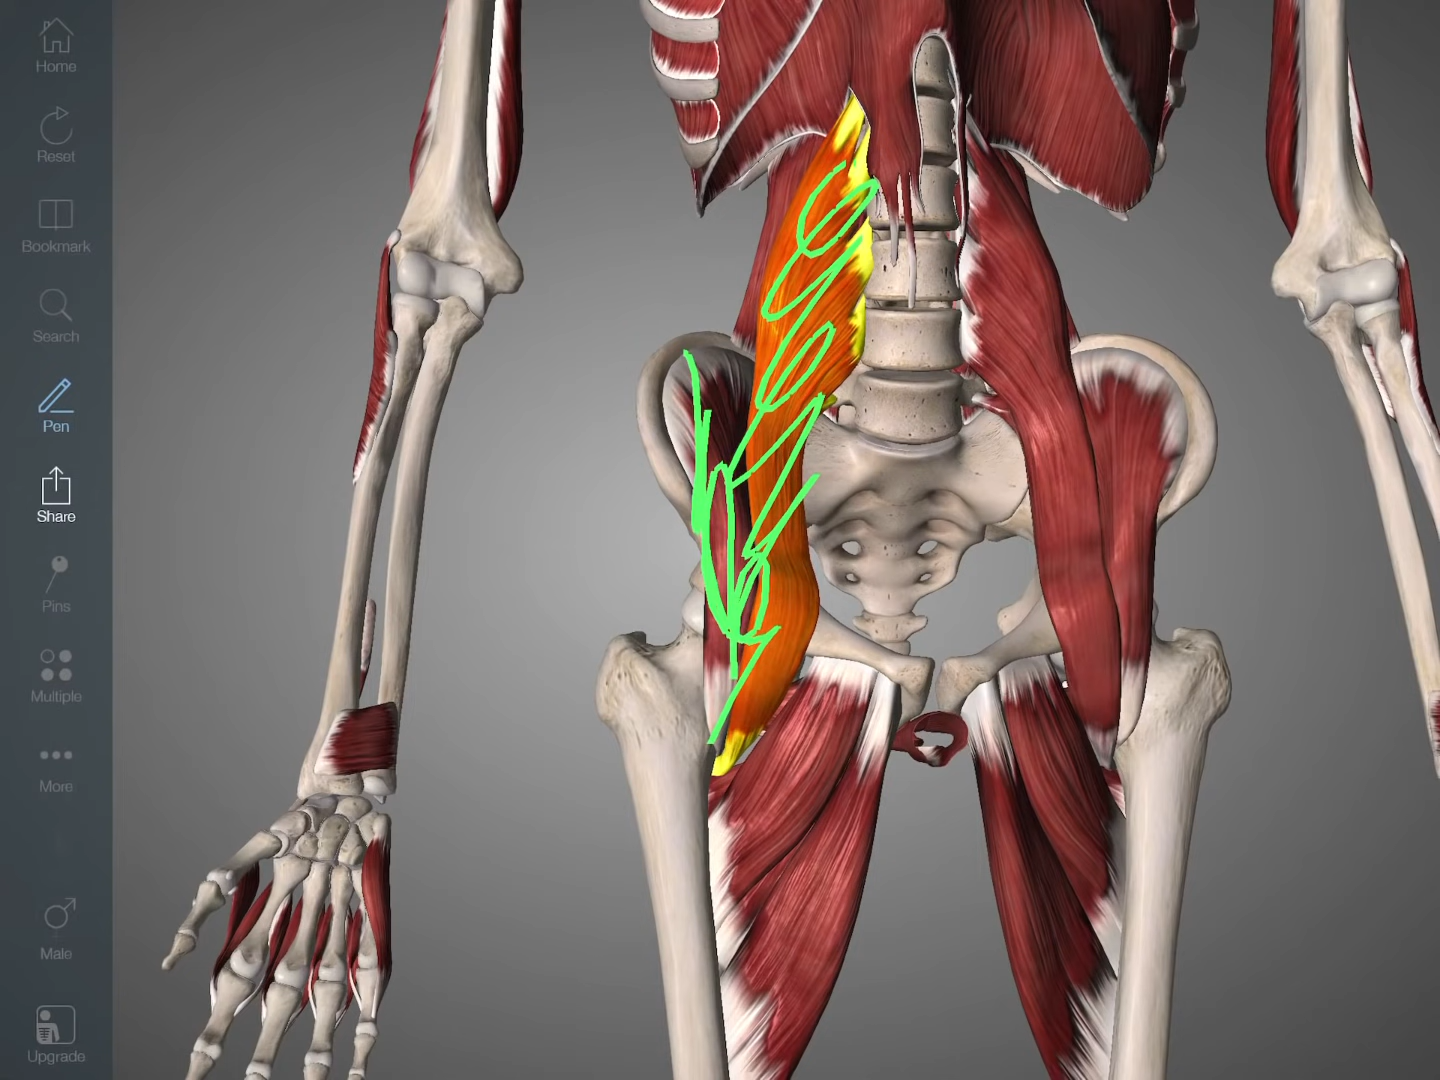 Home
Reset
Bookmark
Search
Pen
Share
Pins
Multiple
More
Male
Upgrade